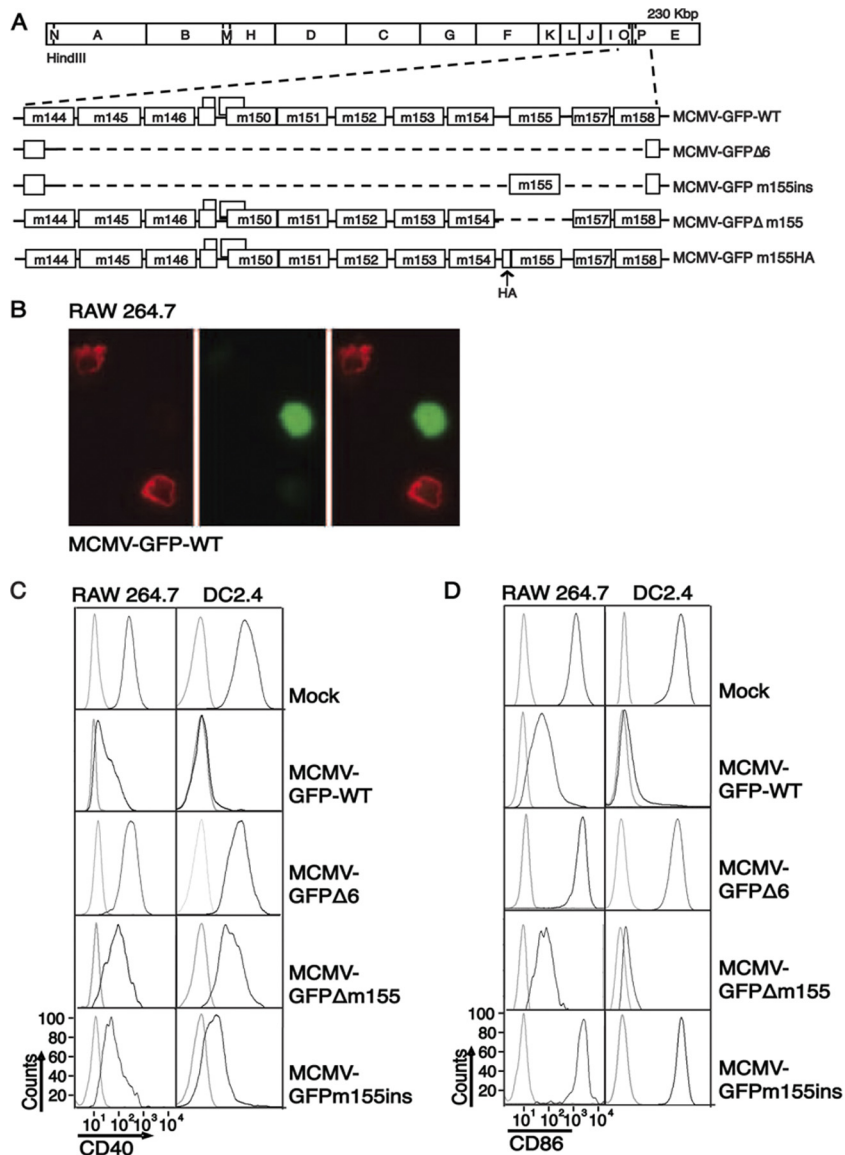 A
230 Kbp
N A B M H D C G F K L J I O P E
HindIII
m144 m145 m146 m150 m151 m152 m153 m154 m155 m157 m158 MCMV-GFP-WT
MCMV-GFPΔ6
m155 MCMV-GFP m155ins
m144 m145 m146 m150 m151 m152 m153 m154 m157 m158 MCMV-GFPΔ m155
m144 m145 m146 m150 m151 m152 m153 m154 m155 m157 m158 MCMV-GFP m155HA
HA
B
RAW 264.7
MCMV-GFP-WT
C
RAW 264.7 DC2.4
Mock
MCMV-
GFP-WT
MCMV-
GFPΔ6
MCMV-
GFPΔm155
MCMV-
GFPm155ins
100
80
60
40
20
Counts
10¹ 10² 10³ 10⁴
CD40
D
RAW 264.7 DC2.4
Mock
MCMV-
GFP-WT
MCMV-
GFPΔ6
MCMV-
GFPΔm155
MCMV-
GFPm155ins
100
80
60
40
20
Counts
10¹ 10² 10³ 10⁴
CD86